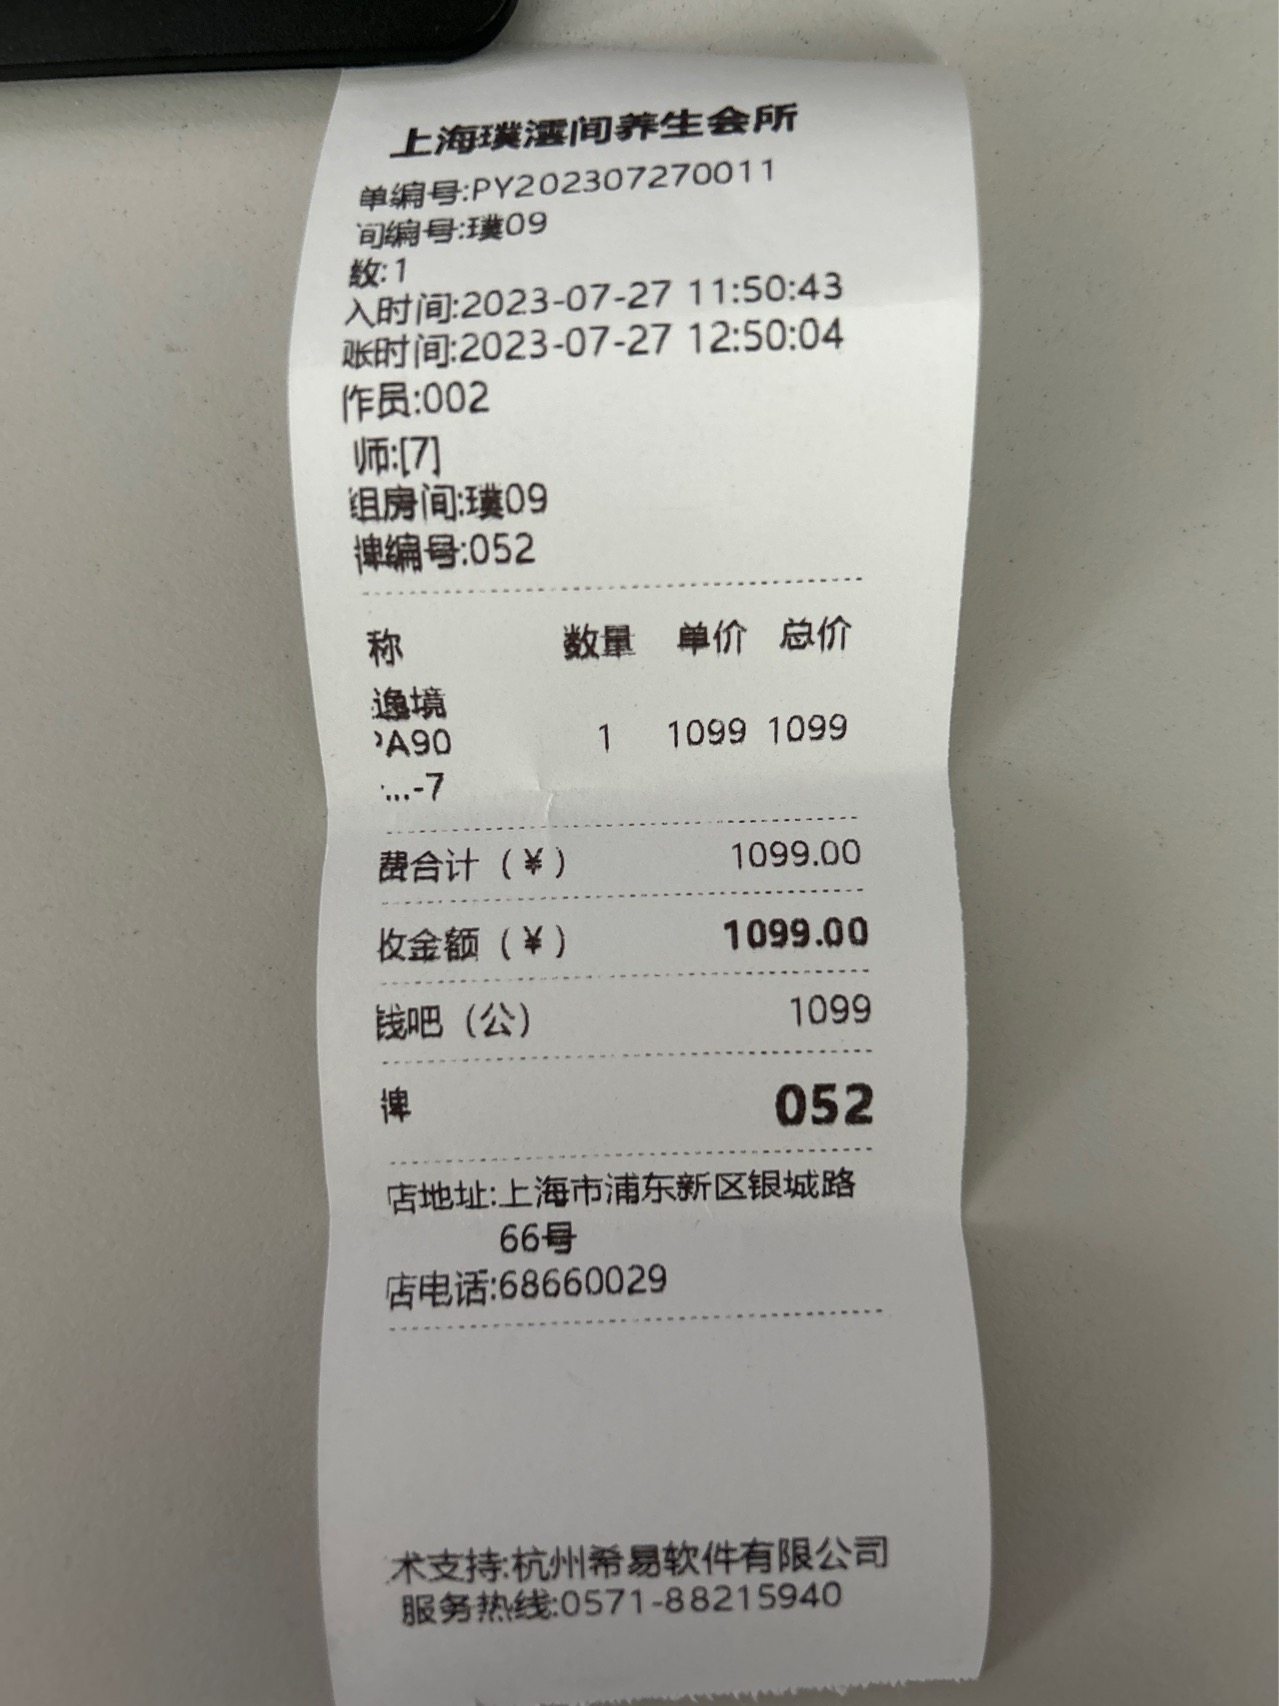 上海璞澐间养生会所
单编号:PY202307270011
间编号:璞09
数:1
入时间:2023-07-27 11:50:43
账时间:2023-07-27 12:50:04
作员:002
师:[7]
组房间:璞09
牌编号:052
称 数量 单价 总价
逸境
PA90 1 1099 1099
...-7
费合计（￥） 1099.00
收金额（￥） 1099.00
钱吧（公） 1099
牌 052
店地址:上海市浦东新区银城路
66号
店电话:68660029
术支持:杭州希易软件有限公司
服务热线:0571-88215940